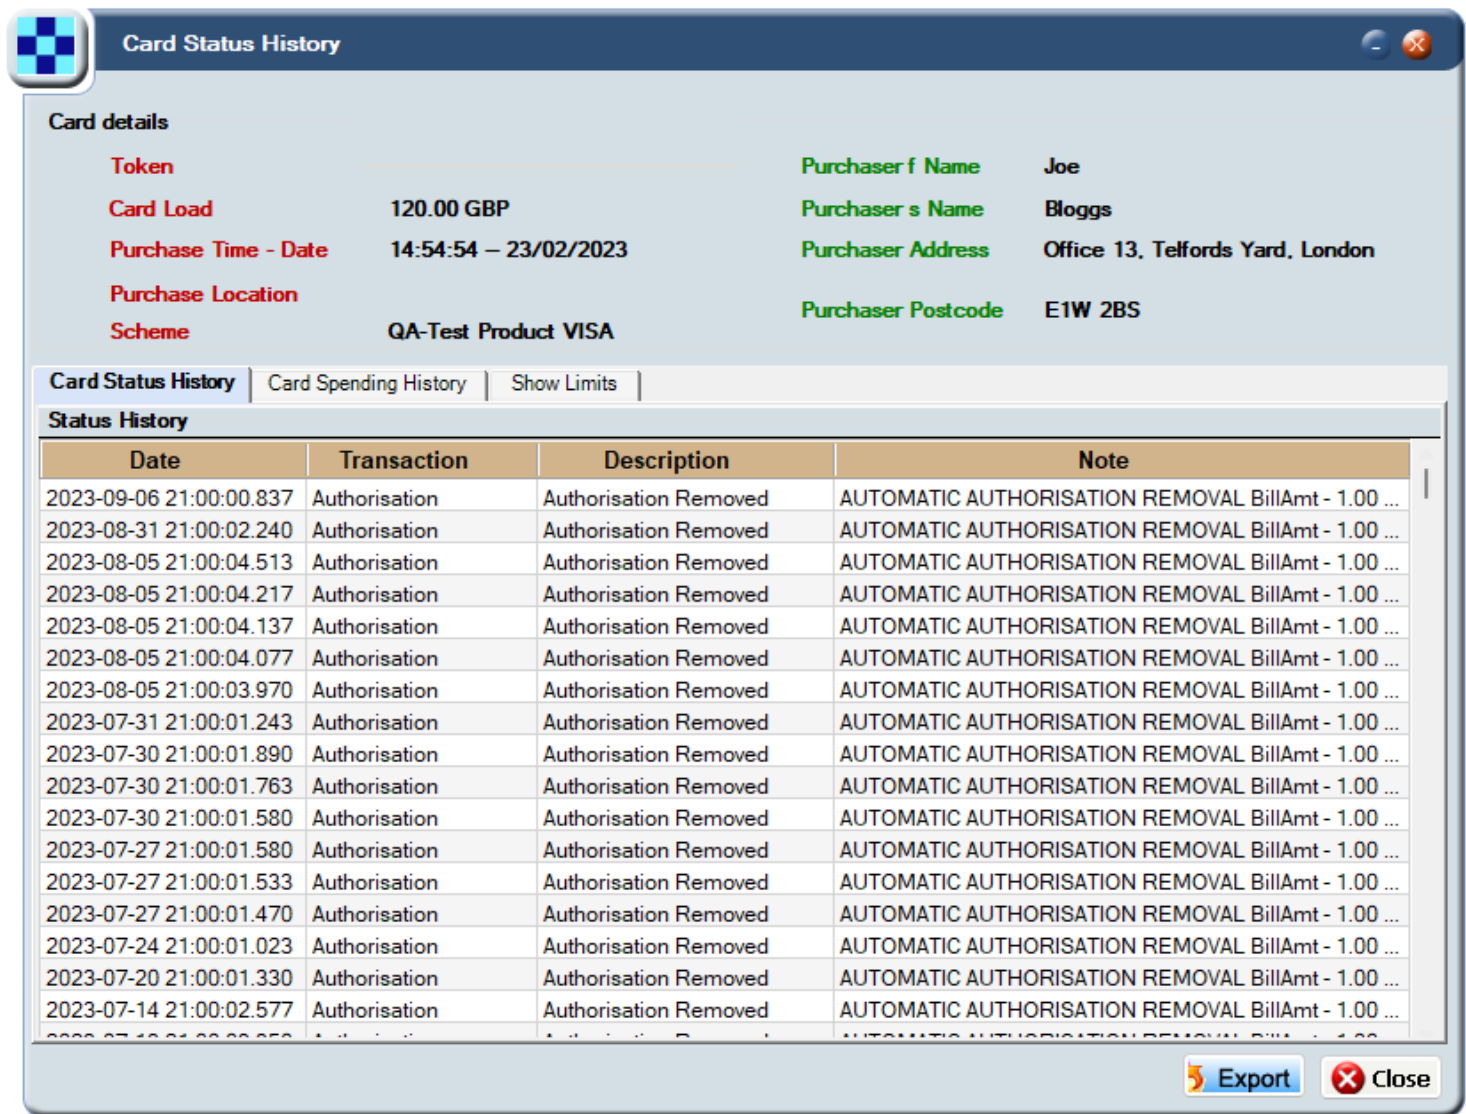 Card Status History
Card details
Token
Purchaser f Name Joe
Card Load 120.00 GBP
Purchaser s Name Bloggs
Purchase Time - Date 14:54:54 – 23/02/2023
Purchaser Address Office 13, Telfords Yard, London
Purchase Location
Purchaser Postcode E1W 2BS
Scheme QA-Test Product VISA
Card Status History Card Spending History Show Limits
Status History
Date Transaction Description Note
2023-09-06 21:00:00.837 Authorisation Authorisation Removed AUTOMATIC AUTHORISATION REMOVAL BillAmt - 1.00 ...
2023-08-31 21:00:02.240 Authorisation Authorisation Removed AUTOMATIC AUTHORISATION REMOVAL BillAmt - 1.00 ...
2023-08-05 21:00:04.513 Authorisation Authorisation Removed AUTOMATIC AUTHORISATION REMOVAL BillAmt - 1.00 ...
2023-08-05 21:00:04.217 Authorisation Authorisation Removed AUTOMATIC AUTHORISATION REMOVAL BillAmt - 1.00 ...
2023-08-05 21:00:04.137 Authorisation Authorisation Removed AUTOMATIC AUTHORISATION REMOVAL BillAmt - 1.00 ...
2023-08-05 21:00:04.077 Authorisation Authorisation Removed AUTOMATIC AUTHORISATION REMOVAL BillAmt - 1.00 ...
2023-08-05 21:00:03.970 Authorisation Authorisation Removed AUTOMATIC AUTHORISATION REMOVAL BillAmt - 1.00 ...
2023-07-31 21:00:01.243 Authorisation Authorisation Removed AUTOMATIC AUTHORISATION REMOVAL BillAmt - 1.00 ...
2023-07-30 21:00:01.890 Authorisation Authorisation Removed AUTOMATIC AUTHORISATION REMOVAL BillAmt - 1.00 ...
2023-07-30 21:00:01.763 Authorisation Authorisation Removed AUTOMATIC AUTHORISATION REMOVAL BillAmt - 1.00 ...
2023-07-30 21:00:01.580 Authorisation Authorisation Removed AUTOMATIC AUTHORISATION REMOVAL BillAmt - 1.00 ...
2023-07-27 21:00:01.580 Authorisation Authorisation Removed AUTOMATIC AUTHORISATION REMOVAL BillAmt - 1.00 ...
2023-07-27 21:00:01.533 Authorisation Authorisation Removed AUTOMATIC AUTHORISATION REMOVAL BillAmt - 1.00 ...
2023-07-27 21:00:01.470 Authorisation Authorisation Removed AUTOMATIC AUTHORISATION REMOVAL BillAmt - 1.00 ...
2023-07-24 21:00:01.023 Authorisation Authorisation Removed AUTOMATIC AUTHORISATION REMOVAL BillAmt - 1.00 ...
2023-07-20 21:00:01.330 Authorisation Authorisation Removed AUTOMATIC AUTHORISATION REMOVAL BillAmt - 1.00 ...
2023-07-14 21:00:02.577 Authorisation Authorisation Removed AUTOMATIC AUTHORISATION REMOVAL BillAmt - 1.00 ...
Export Close